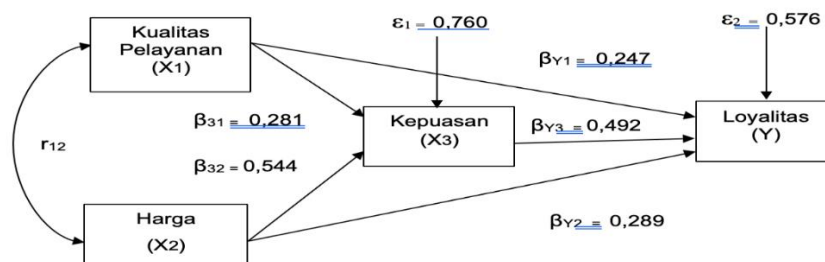 Kualitas
Pelayanan
(X1)
ε1 = 0,760
ε2 = 0,576
βY1 = 0,247
β31 = 0,281
Kepuasan
(X3)
βY3 = 0,492
Loyalitas
(Y)
r12
β32 = 0,544
Harga
(X2)
βY2 = 0,289